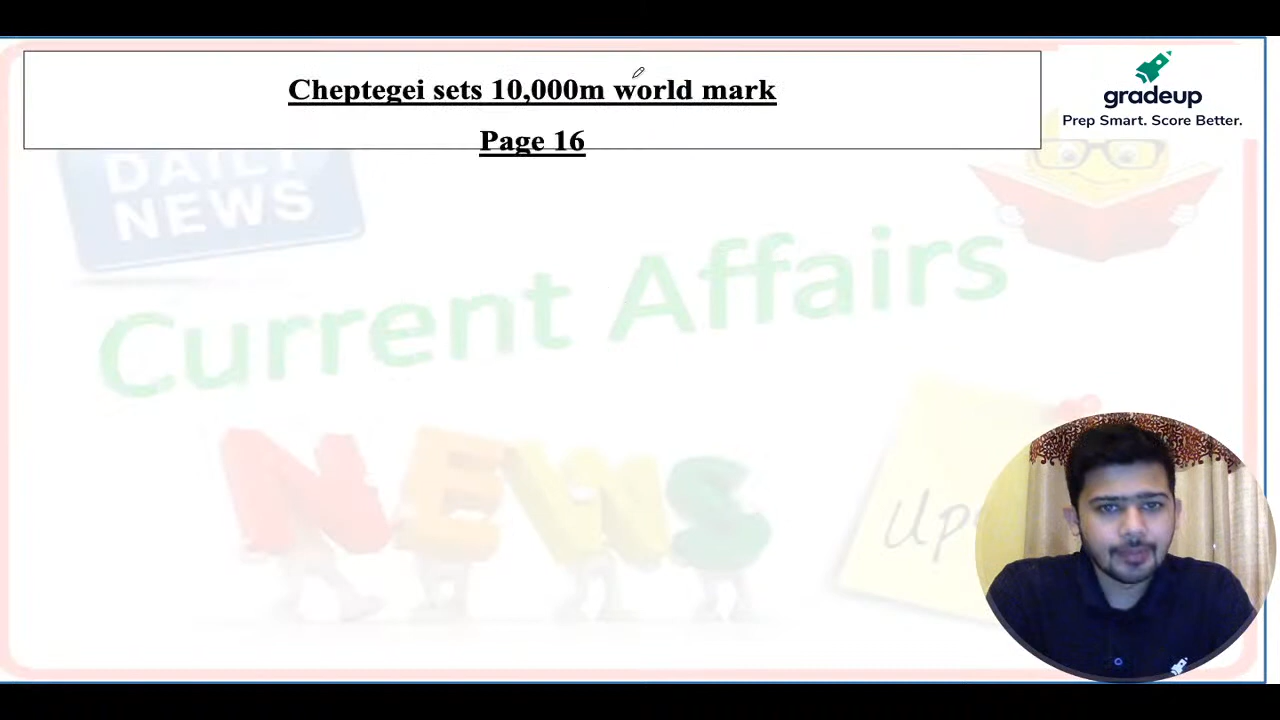 Cheptegei sets 10,000m world mark
Page 16
gradeup
Prep Smart. Score Better.
DAILY
NEWS
Current Affairs
NEWS